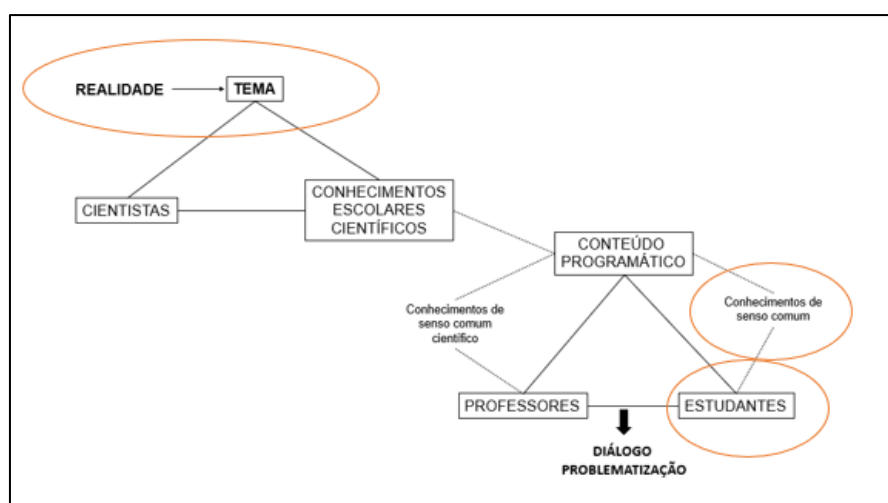 REALIDADE
TEMA
CIENTISTAS
CONHECIMENTOS
ESCOLARES
CIENTÍFICOS
CONTEÚDO
PROGRAMÁTICO
Conhecimentos de
senso comum
científico
Conhecimentos de
senso comum
PROFESSORES
ESTUDANTES
DIÁLOGO
PROBLEMATIZAÇÃO